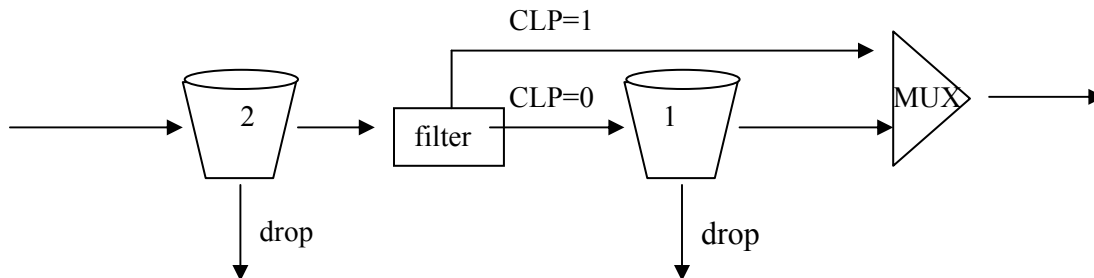 CLP=1
2
filter
CLP=0
1
MUX
drop
drop